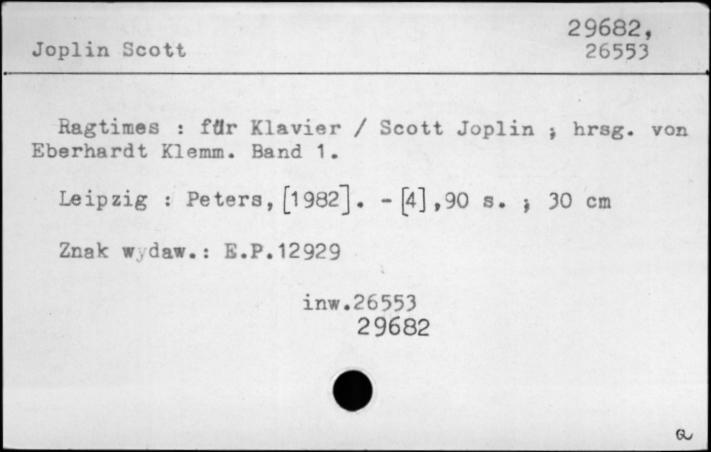 29682,
Joplin Scott 26553
Ragtimes : für Klavier / Scott Joplin ; hrsg. von
Eberhardt Klemm. Band 1.
Leipzig : Peters, [1982]. - [4],90 s. ; 30 cm
Znak wydaw.: E.P.12929
inw.26553
29682